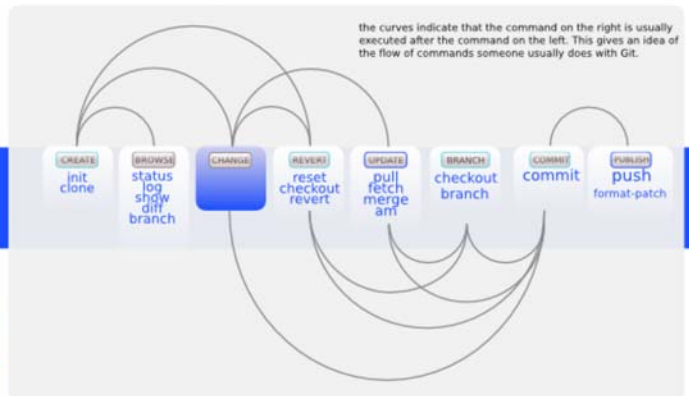 the curves indicate that the command on the right is usually
executed after the command on the left. This gives an idea of
the flow of commands someone usually does with Git.
CREATE
init
clone
BROWSE
status
log
show
diff
branch
CHANGE
REVERT
reset
checkout
revert
UPDATE
pull
fetch
merge
am
BRANCH
checkout
branch
COMMIT
commit
PUBLISH
push
format-patch